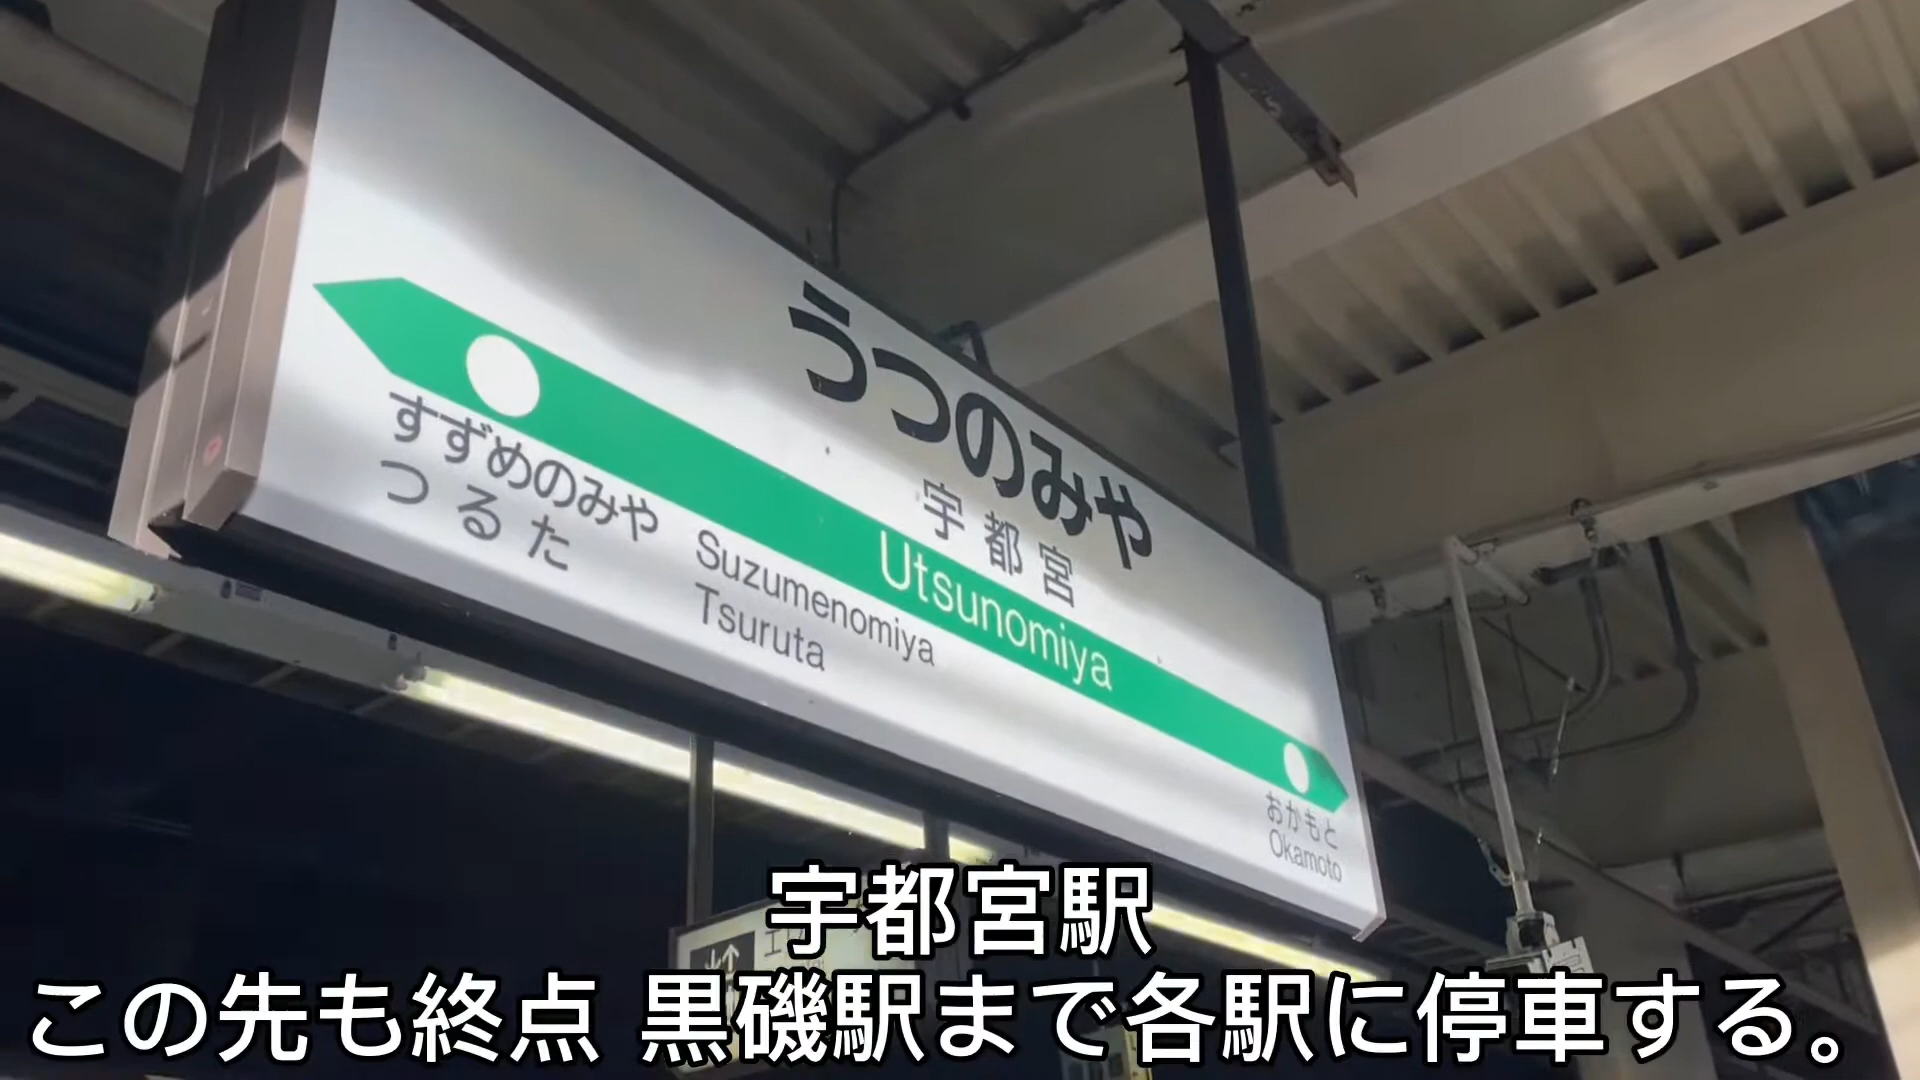 うつのみや
宇都宮
Utsunomiya
すずめのみや
つるた
Suzumenomiya
Tsuruta
おかもと
Okamoto
宇都宮駅
この先も終点 黒磯駅まで各駅に停車する。